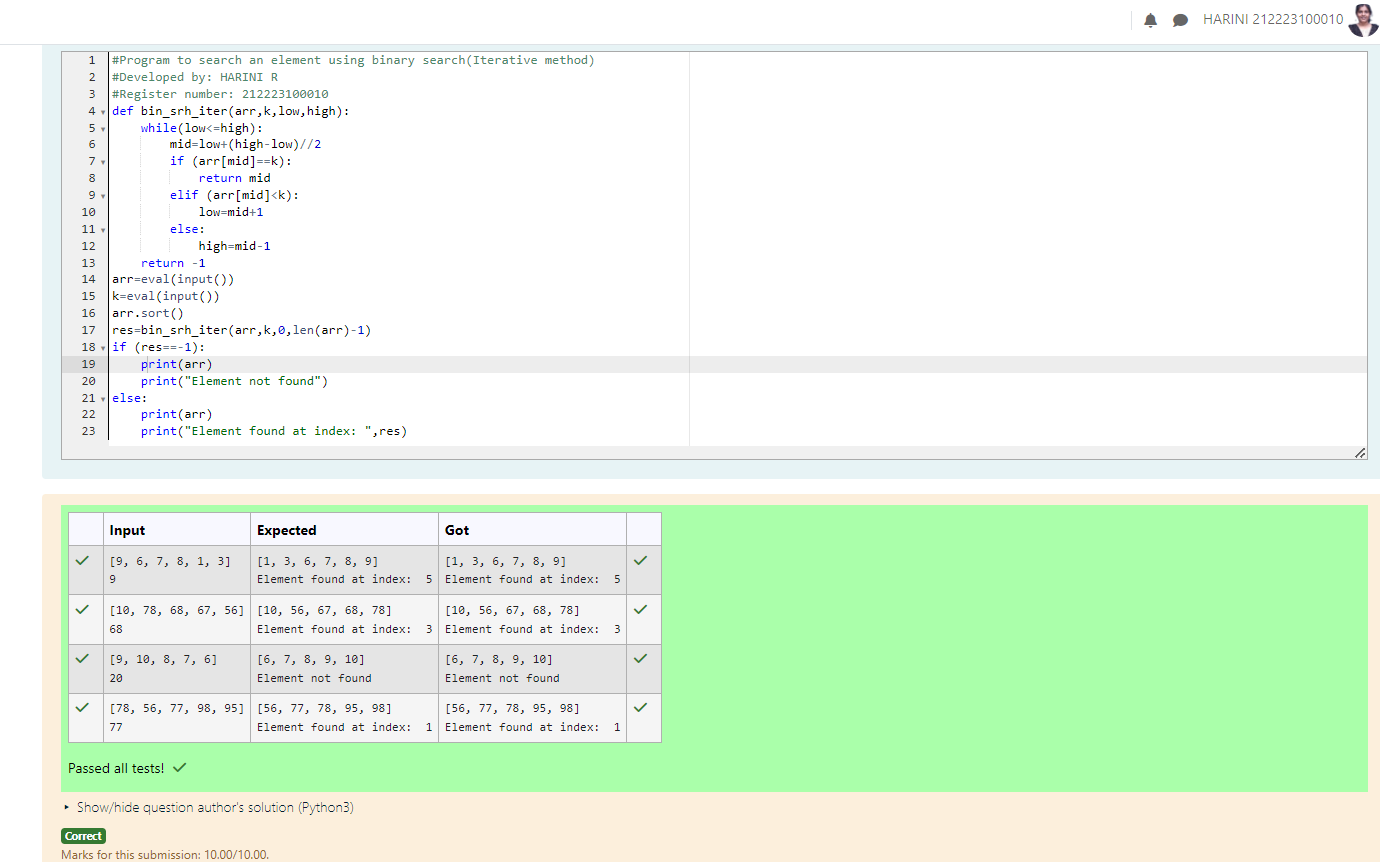 HARINI 212223100010
1 #Program to search an element using binary search(Iterative method)
2 #Developed by: HARINI R
3 #Register number: 212223100010
4 def bin_srh_iter(arr,k,low,high):
5     while(low<=high):
6         mid=low+(high-low)//2
7         if (arr[mid]==k):
8             return mid
9         elif (arr[mid]<k):
10             low=mid+1
11         else:
12             high=mid-1
13     return -1
14 arr=eval(input())
15 k=eval(input())
16 arr.sort()
17 res=bin_srh_iter(arr,k,0,len(arr)-1)
18 if (res==-1):
19     print(arr)
20     print("Element not found")
21 else:
22     print(arr)
23     print("Element found at index: ",res)
Input Expected Got
[9, 6, 7, 8, 1, 3] [1, 3, 6, 7, 8, 9] [1, 3, 6, 7, 8, 9]
9 Element found at index:  5 Element found at index:  5
[10, 78, 68, 67, 56] [10, 56, 67, 68, 78] [10, 56, 67, 68, 78]
68 Element found at index:  3 Element found at index:  3
[9, 10, 8, 7, 6] [6, 7, 8, 9, 10] [6, 7, 8, 9, 10]
20 Element not found Element not found
[78, 56, 77, 98, 95] [56, 77, 78, 95, 98] [56, 77, 78, 95, 98]
77 Element found at index:  1 Element found at index:  1
Passed all tests!
Show/hide question author's solution (Python3)
Correct
Marks for this submission: 10.00/10.00.